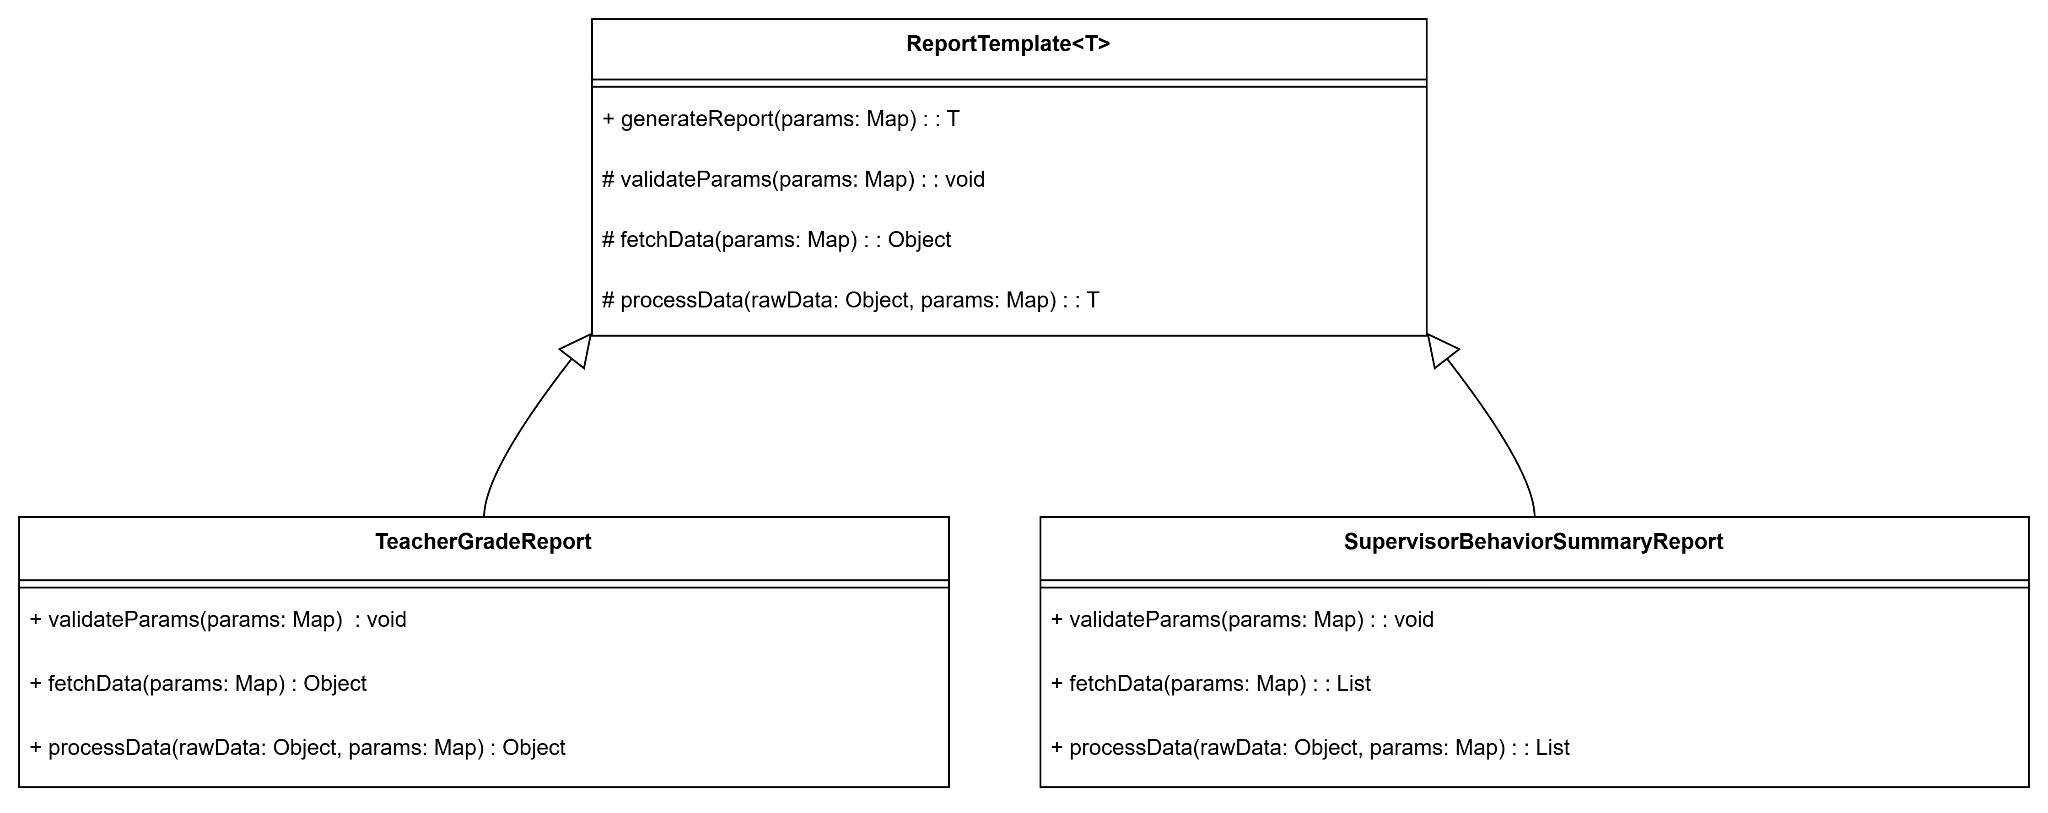 ReportTemplate<T>
+ generateReport(params: Map) : : T
# validateParams(params: Map) : : void
# fetchData(params: Map) : : Object
# processData(rawData: Object, params: Map) : : T
TeacherGradeReport
+ validateParams(params: Map)  : void
+ fetchData(params: Map) : Object
+ processData(rawData: Object, params: Map) : Object
SupervisorBehaviorSummaryReport
+ validateParams(params: Map) : : void
+ fetchData(params: Map) : : List
+ processData(rawData: Object, params: Map) : : List